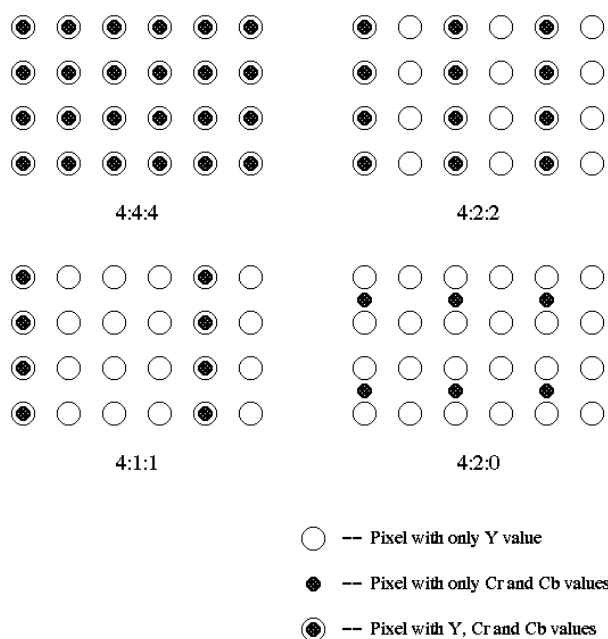 4:4:4
4:2:2
4:1:1
4:2:0
-- Pixel with only Y value
-- Pixel with only Cr and Cb values
-- Pixel with Y, Cr and Cb values